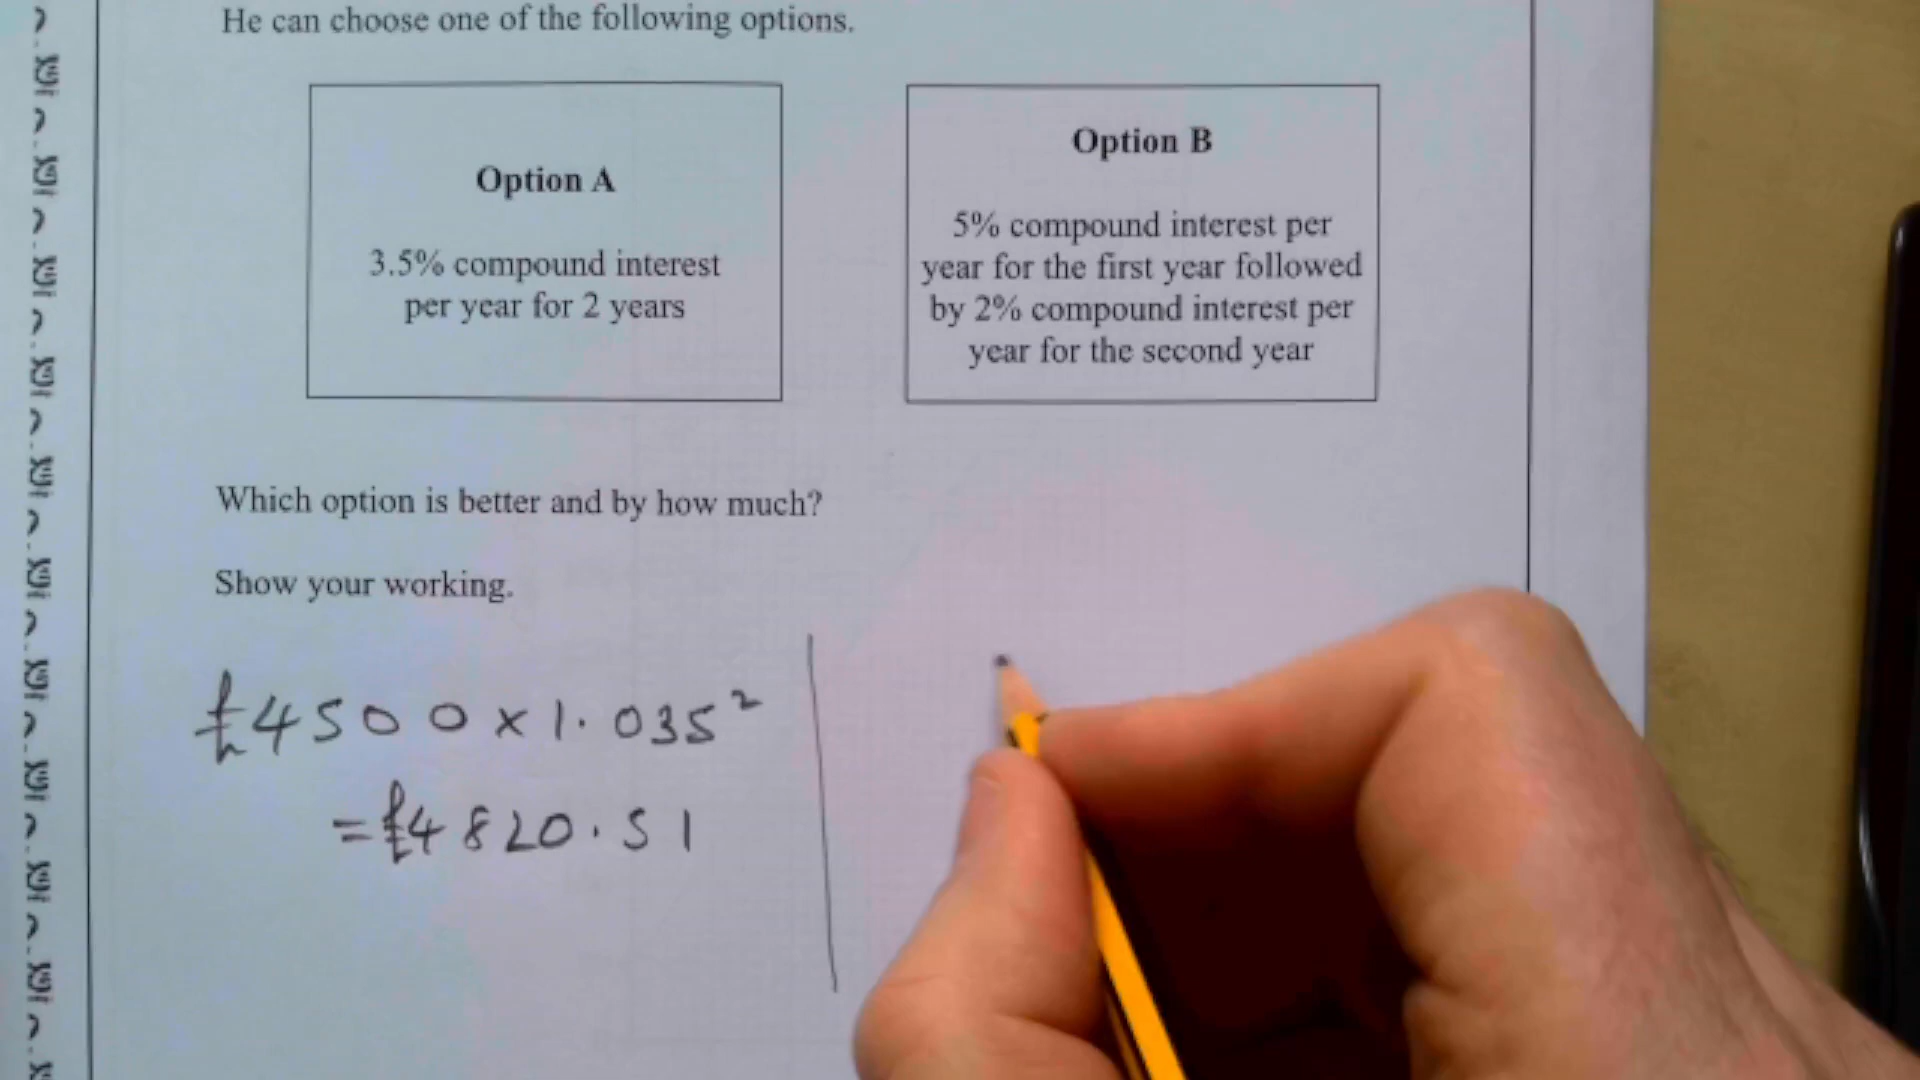 He can choose one of the following options.
Option A
3.5% compound interest
per year for 2 years
Option B
5% compound interest per
year for the first year followed
by 2% compound interest per
year for the second year
Which option is better and by how much?
Show your working.
£4500 x 1.035²
= £4820.51